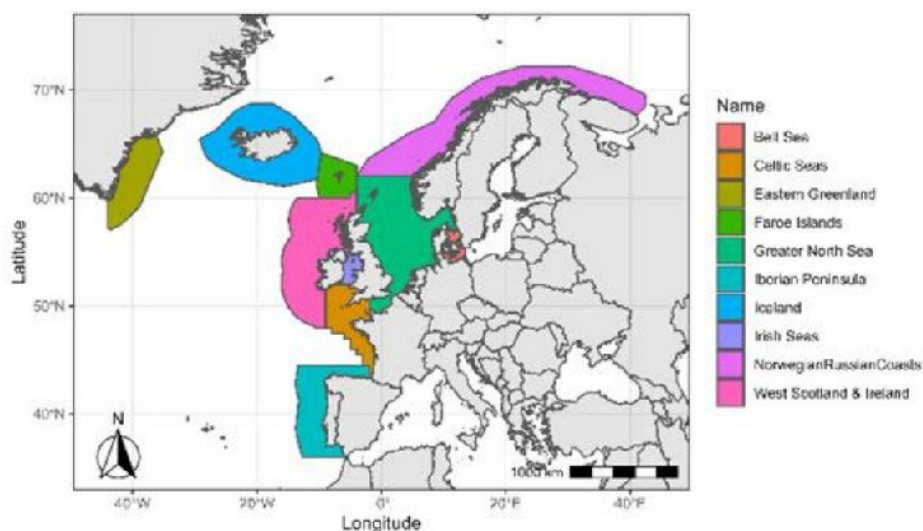 70°N
60°N
50°N
40°N
Latitude
N
1000 km
40°W
20°W
0°
20°E
40°E
Longitude
Name
Belt Sea
Celtic Seas
Eastern Greenland
Faroe Islands
Greater North Sea
Iberian Peninsula
Iceland
Irish Seas
NorwegianRussianCoasts
West Scotland & Ireland